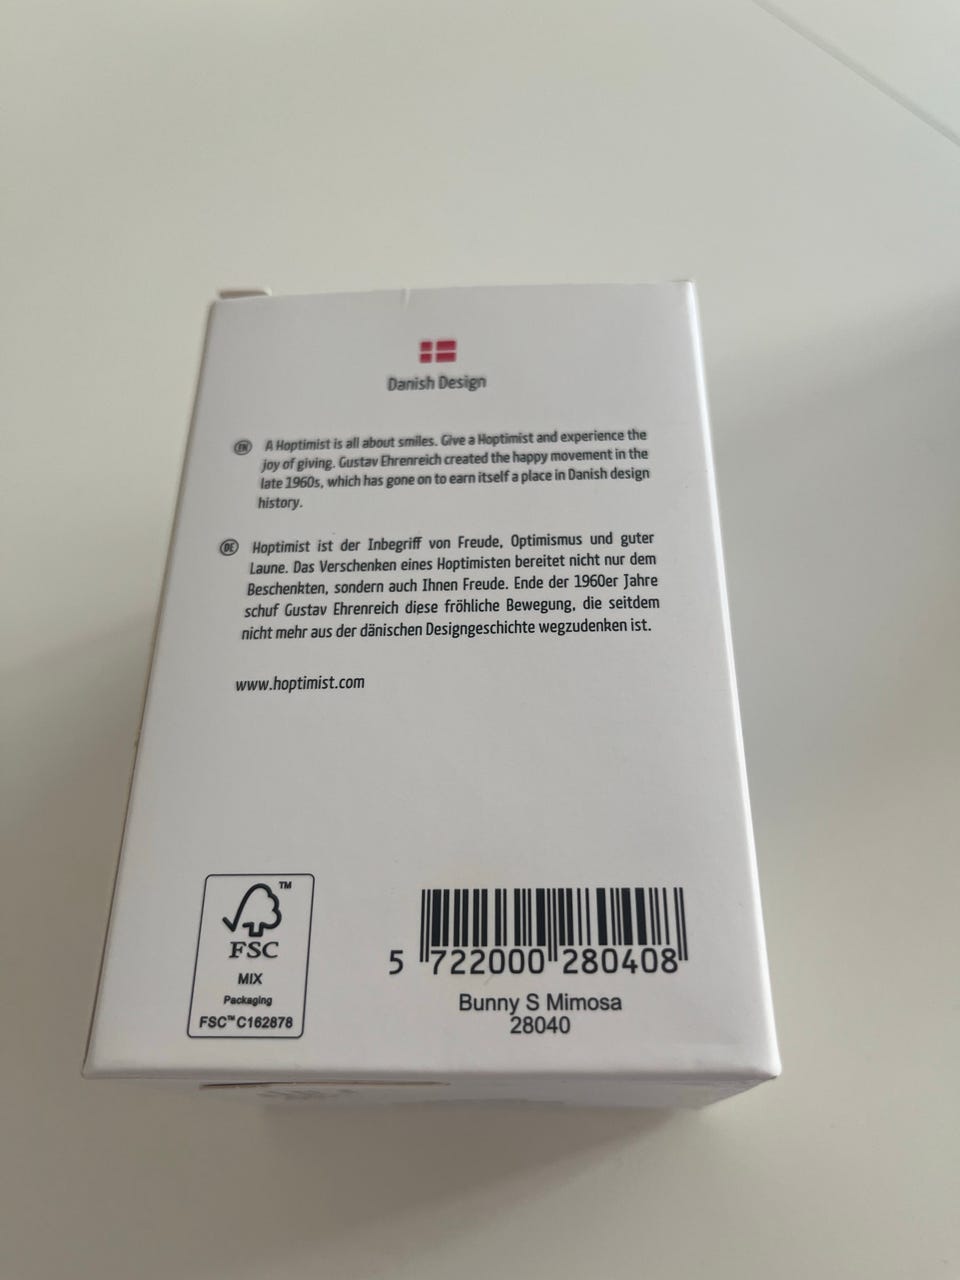 Danish Design
EN A Hoptimist is all about smiles. Give a Hoptimist and experience the
joy of giving. Gustav Ehrenreich created the happy movement in the
late 1960s, which has gone on to earn itself a place in Danish design
history.
DE Hoptimist ist der Inbegriff von Freude, Optimismus und guter
Laune. Das Verschenken eines Hoptimisten bereitet nicht nur dem
Beschenkten, sondern auch Ihnen Freude. Ende der 1960er Jahre
schuf Gustav Ehrenreich diese fröhliche Bewegung, die seitdem
nicht mehr aus der dänischen Designgeschichte wegzudenken ist.
www.hoptimist.com
TM
FSC
MIX
Packaging
FSC™ C162878
5 722000 280408
Bunny S Mimosa
28040